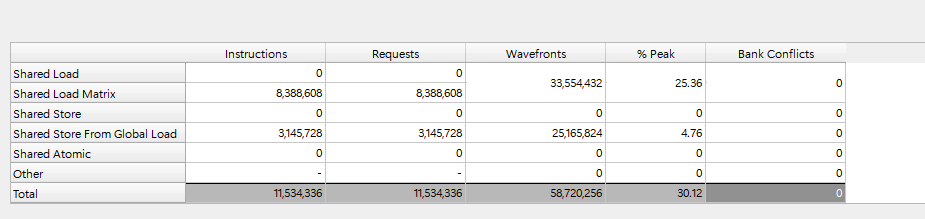 Instructions Requests Wavefronts % Peak Bank Conflicts
Shared Load 0 0 33,554,432 25.36 0
Shared Load Matrix 8,388,608 8,388,608
Shared Store 0 0 0 0 0
Shared Store From Global Load 3,145,728 3,145,728 25,165,824 4.76 0
Shared Atomic 0 0 0 0 0
Other - - 0 0 0
Total 11,534,336 11,534,336 58,720,256 30.12 0